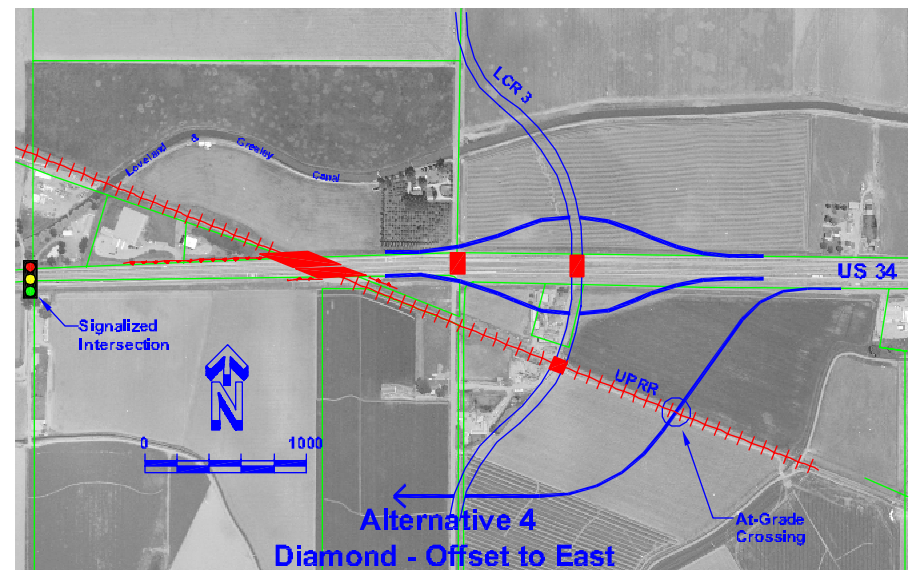 LCR 3
Loveland & Greeley Canal
US 34
Signalized
Intersection
UPRR
N
0 1000
At-Grade
Crossing
Alternative 4
Diamond - Offset to East